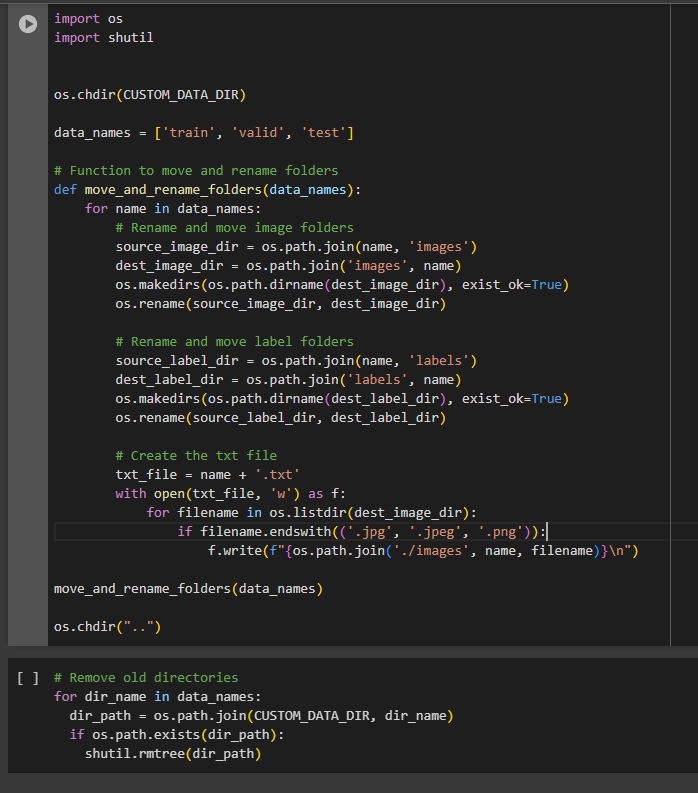 import os
import shutil
os.chdir(CUSTOM_DATA_DIR)
data_names = ['train', 'valid', 'test']
# Function to move and rename folders
def move_and_rename_folders(data_names):
    for name in data_names:
        # Rename and move image folders
        source_image_dir = os.path.join(name, 'images')
        dest_image_dir = os.path.join('images', name)
        os.makedirs(os.path.dirname(dest_image_dir), exist_ok=True)
        os.rename(source_image_dir, dest_image_dir)
        # Rename and move label folders
        source_label_dir = os.path.join(name, 'labels')
        dest_label_dir = os.path.join('labels', name)
        os.makedirs(os.path.dirname(dest_label_dir), exist_ok=True)
        os.rename(source_label_dir, dest_label_dir)
        # Create the txt file
        txt_file = name + '.txt'
        with open(txt_file, 'w') as f:
            for filename in os.listdir(dest_image_dir):
                if filename.endswith(('.jpg', '.jpeg', '.png')):
                    f.write(f"{os.path.join('./images', name, filename)}\n")
move_and_rename_folders(data_names)
os.chdir("..")
[ ] # Remove old directories
for dir_name in data_names:
  dir_path = os.path.join(CUSTOM_DATA_DIR, dir_name)
  if os.path.exists(dir_path):
    shutil.rmtree(dir_path)